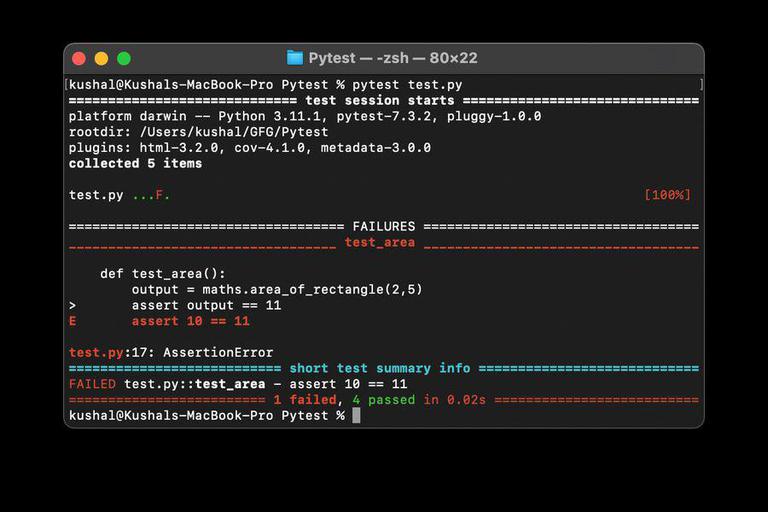 Pytest — -zsh — 80×22
[kushal@Kushals-MacBook-Pro Pytest % pytest test.py ]
============================= test session starts ==============================
platform darwin -- Python 3.11.1, pytest-7.3.2, pluggy-1.0.0
rootdir: /Users/kushal/GFG/Pytest
plugins: html-3.2.0, cov-4.1.0, metadata-3.0.0
collected 5 items
test.py ...F. [100%]
=================================== FAILURES ===================================
__________________________________ test_area ___________________________________
def test_area():
output = maths.area_of_rectangle(2,5)
> assert output == 11
E assert 10 == 11
test.py:17: AssertionError
=========================== short test summary info ============================
FAILED test.py::test_area - assert 10 == 11
========================= 1 failed, 4 passed in 0.02s ==========================
kushal@Kushals-MacBook-Pro Pytest %